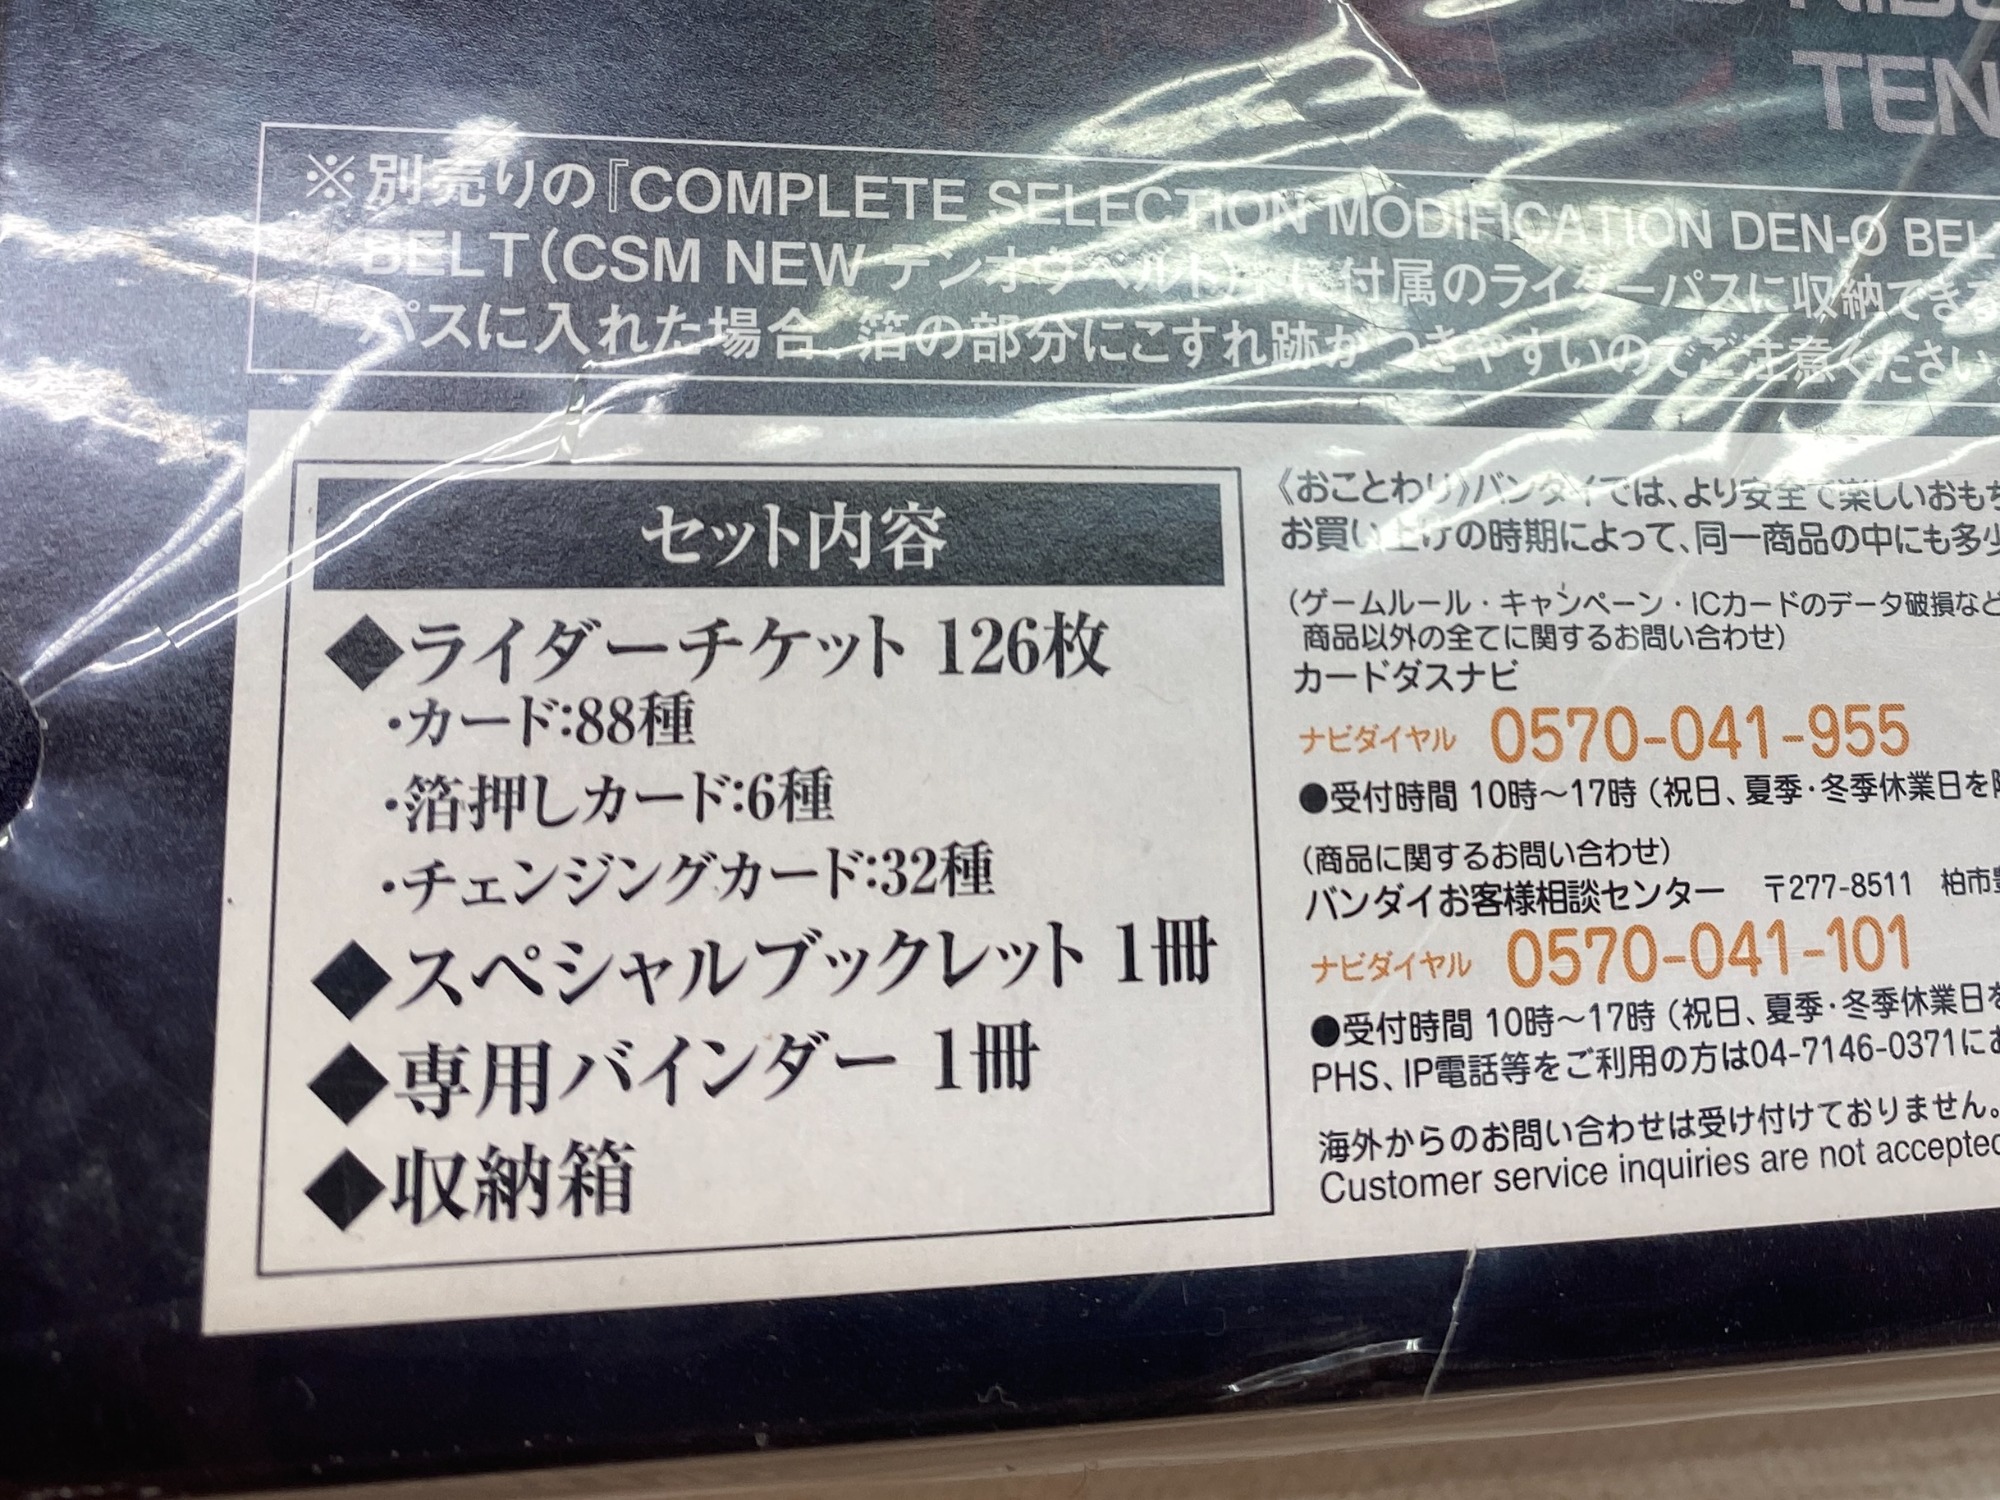 TEN
※別売りの『COMPLETE SELECTION MODIFICATION DEN-O BEL
BELT(CSM NEW デンオウベルト)』に付属のライダーパスに収納できる
パスに入れた場合、箔の部分にこすれ跡がつきやすいのでご注意ください。
セット内容
◆ライダーチケット 126枚
・カード:88種
・箔押しカード:6種
・チェンジングカード:32種
◆スペシャルブックレット 1冊
◆専用バインダー 1冊
◆収納箱
《おことわり》バンダイでは、より安全で楽しいおもち
お買い上げの時期によって、同一商品の中にも多少
(ゲームルール・キャンペーン・ICカードのデータ破損など
商品以外の全てに関するお問い合わせ)
カードダスナビ
ナビダイヤル 0570-041-955
●受付時間 10時～17時 (祝日、夏季・冬季休業日を除
(商品に関するお問い合わせ)
バンダイお客様相談センター 〒277-8511 柏市豊
ナビダイヤル 0570-041-101
●受付時間 10時～17時 (祝日、夏季・冬季休業日を
PHS、IP電話等をご利用の方は04-7146-0371にお
海外からのお問い合わせは受け付けておりません。
Customer service inquiries are not accepted